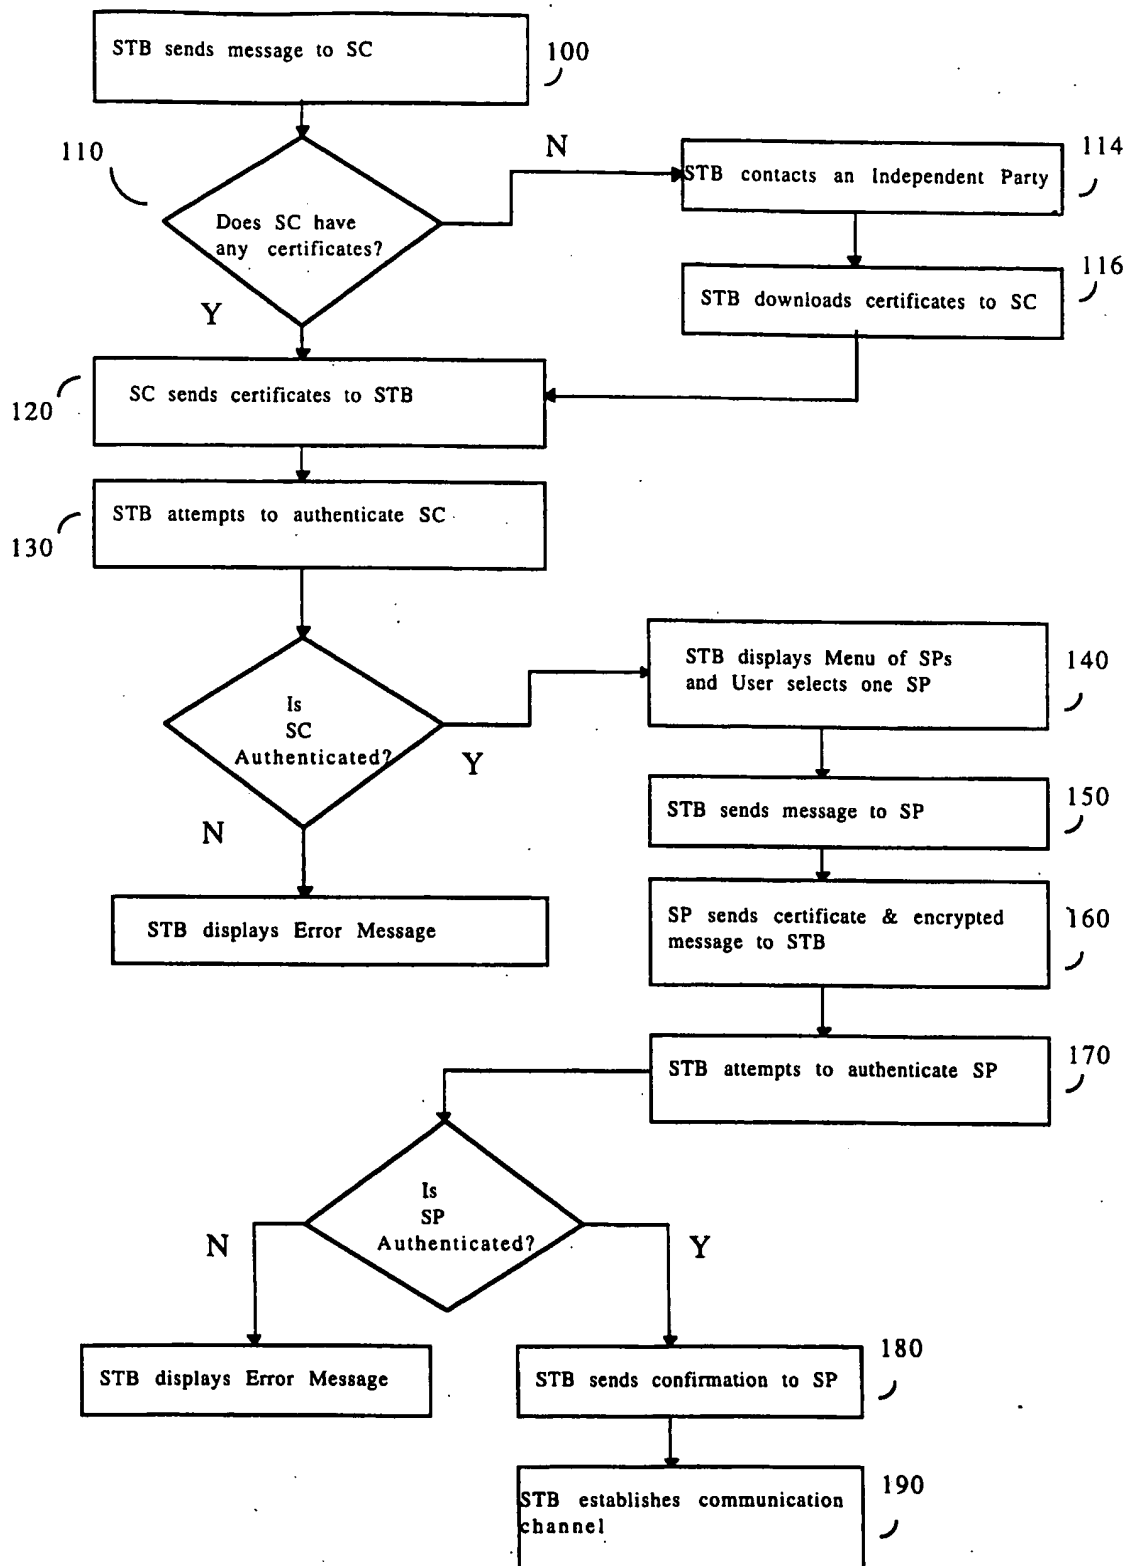 STB sends message to SC
100
110
Does SC have
any certificates?
N
STB contacts an Independent Party
114
STB downloads certificates to SC
116
Y
SC sends certificates to STB
120
STB attempts to authenticate SC
130
Is
SC
Authenticated?
Y
N
STB displays Error Message
STB displays Menu of SPs
and User selects one SP
140
STB sends message to SP
150
SP sends certificate & encrypted
message to STB
160
STB attempts to authenticate SP
170
Is
SP
Authenticated?
N
Y
STB displays Error Message
STB sends confirmation to SP
180
STB establishes communication
channel
190